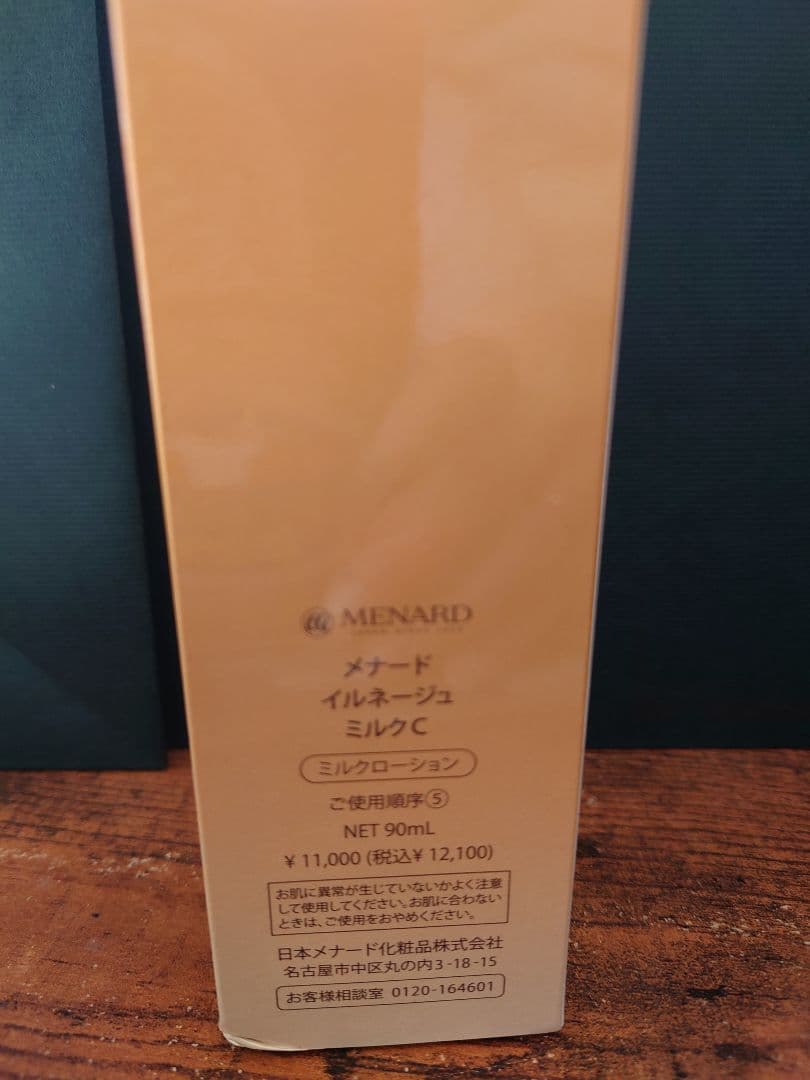 MENARD
メナード
イルネージュ
ミルクC
ミルクローション
ご使用順序⑤
NET 90mL
¥11,000 (税込¥12,100)
お肌に異常が生じていないかよく注意
して使用してください。お肌に合わない
ときは、ご使用をおやめください。
日本メナード化粧品株式会社
名古屋市中区丸の内3-18-15
お客様相談室 0120-164601